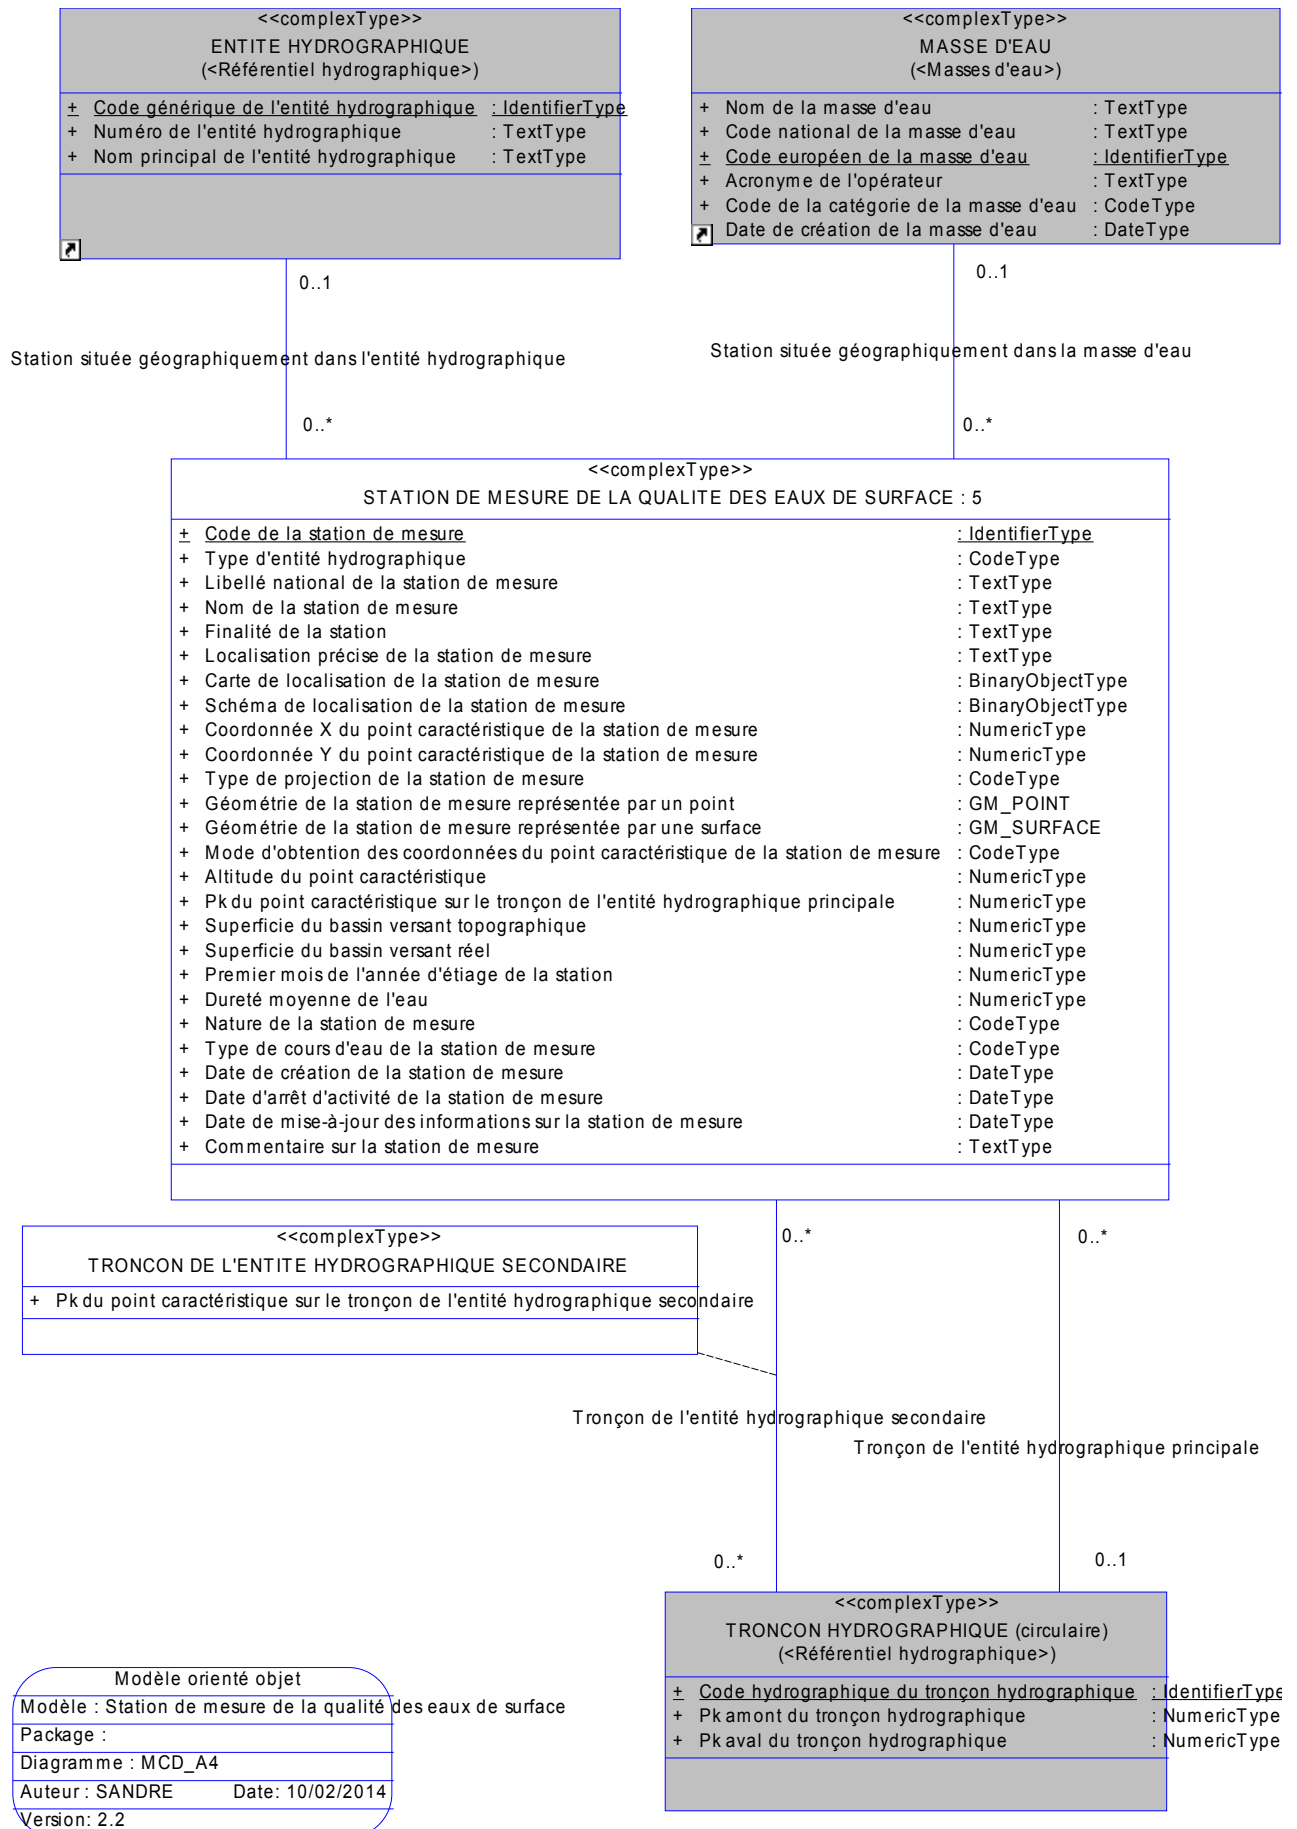 <<complexType>>
ENTITE HYDROGRAPHIQUE
(<Référentiel hydrographique>)
+ Code générique de l'entité hydrographique : IdentifierType
+ Numéro de l'entité hydrographique : TextType
+ Nom principal de l'entité hydrographique : TextType
<<complexType>>
MASSE D'EAU
(<Masses d'eau>)
+ Nom de la masse d'eau : TextType
+ Code national de la masse d'eau : TextType
+ Code européen de la masse d'eau : IdentifierType
+ Acronyme de l'opérateur : TextType
+ Code de la catégorie de la masse d'eau : CodeType
Date de création de la masse d'eau : DateType
0..1
0..1
Station située géographiquement dans l'entité hydrographique
Station située géographiquement dans la masse d'eau
0..*
0..*
<<complexType>>
STATION DE MESURE DE LA QUALITE DES EAUX DE SURFACE : 5
+ Code de la station de mesure : IdentifierType
+ Type d'entité hydrographique : CodeType
+ Libellé national de la station de mesure : TextType
+ Nom de la station de mesure : TextType
+ Finalité de la station : TextType
+ Localisation précise de la station de mesure : TextType
+ Carte de localisation de la station de mesure : BinaryObjectType
+ Schéma de localisation de la station de mesure : BinaryObjectType
+ Coordonnée X du point caractéristique de la station de mesure : NumericType
+ Coordonnée Y du point caractéristique de la station de mesure : NumericType
+ Type de projection de la station de mesure : CodeType
+ Géométrie de la station de mesure représentée par un point : GM_POINT
+ Géométrie de la station de mesure représentée par une surface : GM_SURFACE
+ Mode d'obtention des coordonnées du point caractéristique de la station de mesure : CodeType
+ Altitude du point caractéristique : NumericType
+ Pk du point caractéristique sur le tronçon de l'entité hydrographique principale : NumericType
+ Superficie du bassin versant topographique : NumericType
+ Superficie du bassin versant réel : NumericType
+ Premier mois de l'année d'étiage de la station : NumericType
+ Dureté moyenne de l'eau : NumericType
+ Nature de la station de mesure : CodeType
+ Type de cours d'eau de la station de mesure : CodeType
+ Date de création de la station de mesure : DateType
+ Date d'arrêt d'activité de la station de mesure : DateType
+ Date de mise-à-jour des informations sur la station de mesure : DateType
+ Commentaire sur la station de mesure : TextType
0..*
0..*
<<complexType>>
TRONCON DE L'ENTITE HYDROGRAPHIQUE SECONDAIRE
+ Pk du point caractéristique sur le tronçon de l'entité hydrographique secondaire
Tronçon de l'entité hydrographique secondaire
Tronçon de l'entité hydrographique principale
0..*
0..1
<<complexType>>
TRONCON HYDROGRAPHIQUE (circulaire)
(<Référentiel hydrographique>)
+ Code hydrographique du tronçon hydrographique : IdentifierType
+ Pk amont du tronçon hydrographique : NumericType
+ Pk aval du tronçon hydrographique : NumericType
Modèle orienté objet
Modèle : Station de mesure de la qualité des eaux de surface
Package :
Diagramme : MCD_A4
Auteur : SANDRE Date: 10/02/2014
Version: 2.2